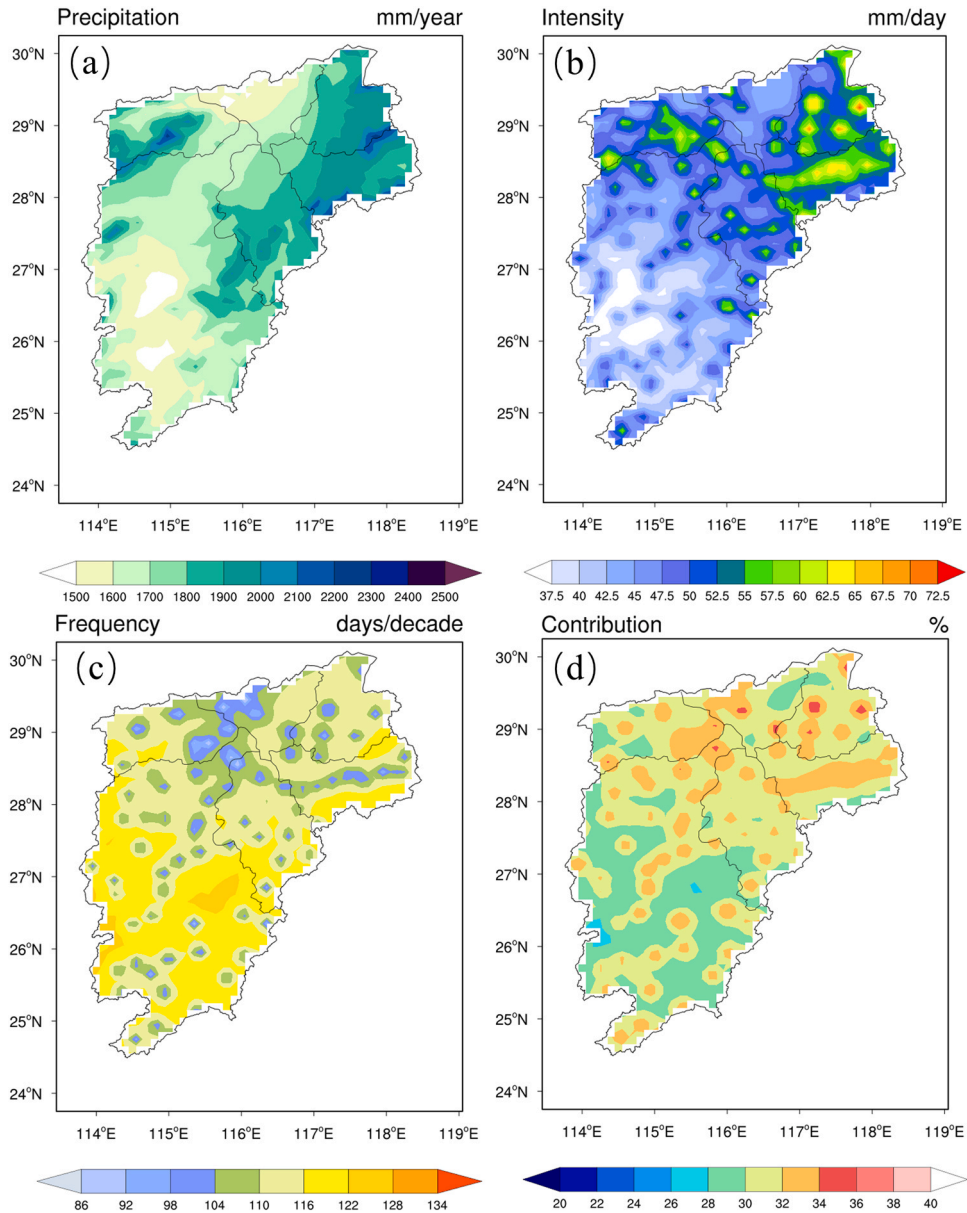 Precipitation mm/year
(a)
30°N
29°N
28°N
27°N
26°N
25°N
24°N
114°E 115°E 116°E 117°E 118°E 119°E
1500 1600 1700 1800 1900 2000 2100 2200 2300 2400 2500
Intensity mm/day
(b)
30°N
29°N
28°N
27°N
26°N
25°N
24°N
114°E 115°E 116°E 117°E 118°E 119°E
37.5 40 42.5 45 47.5 50 52.5 55 57.5 60 62.5 65 67.5 70 72.5
Frequency days/decade
(c)
30°N
29°N
28°N
27°N
26°N
25°N
24°N
114°E 115°E 116°E 117°E 118°E 119°E
86 92 98 104 110 116 122 128 134
Contribution %
(d)
30°N
29°N
28°N
27°N
26°N
25°N
24°N
114°E 115°E 116°E 117°E 118°E 119°E
20 22 24 26 28 30 32 34 36 38 40